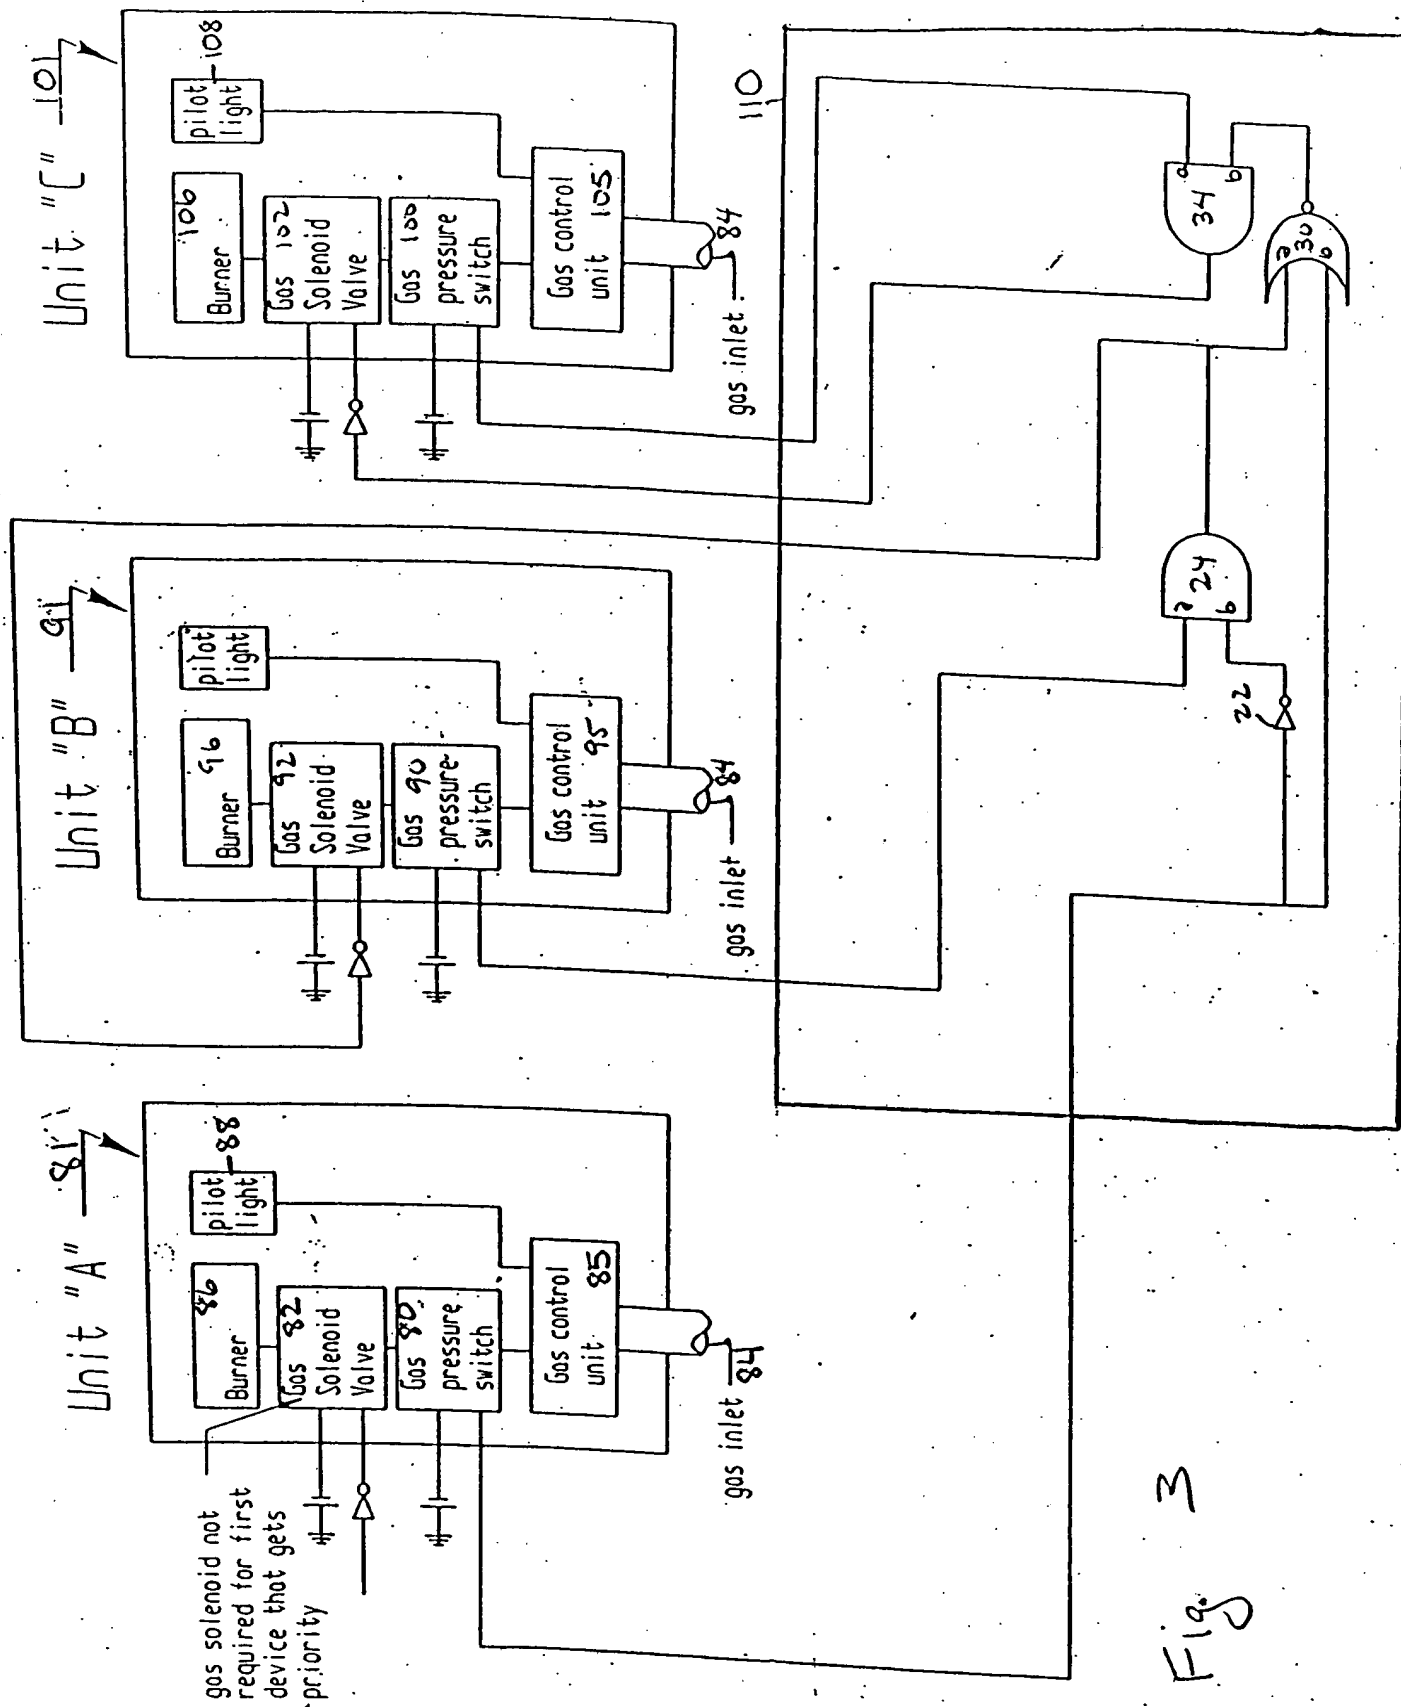 Unit "A" 81
86
Burner
pilot
light
88
Gas 82
Solenoid
Valve
Gas 80
pressure
switch
Gas control
unit 85
gas inlet 84
gas solenoid not
required for first
device that gets
priority
Unit "B" 91
96
Burner
pilot
light
Gas 92
Solenoid
Valve
Gas 90
pressure
switch
Gas control
unit 95
gas inlet 84
Unit "C" 101
106
Burner
pilot
light
108
Gas 102
Solenoid
Valve
Gas 100
pressure
switch
Gas control
unit 105
gas inlet 84
110
22
a
b
24
a
b
30
a
b
34
Fig. 3